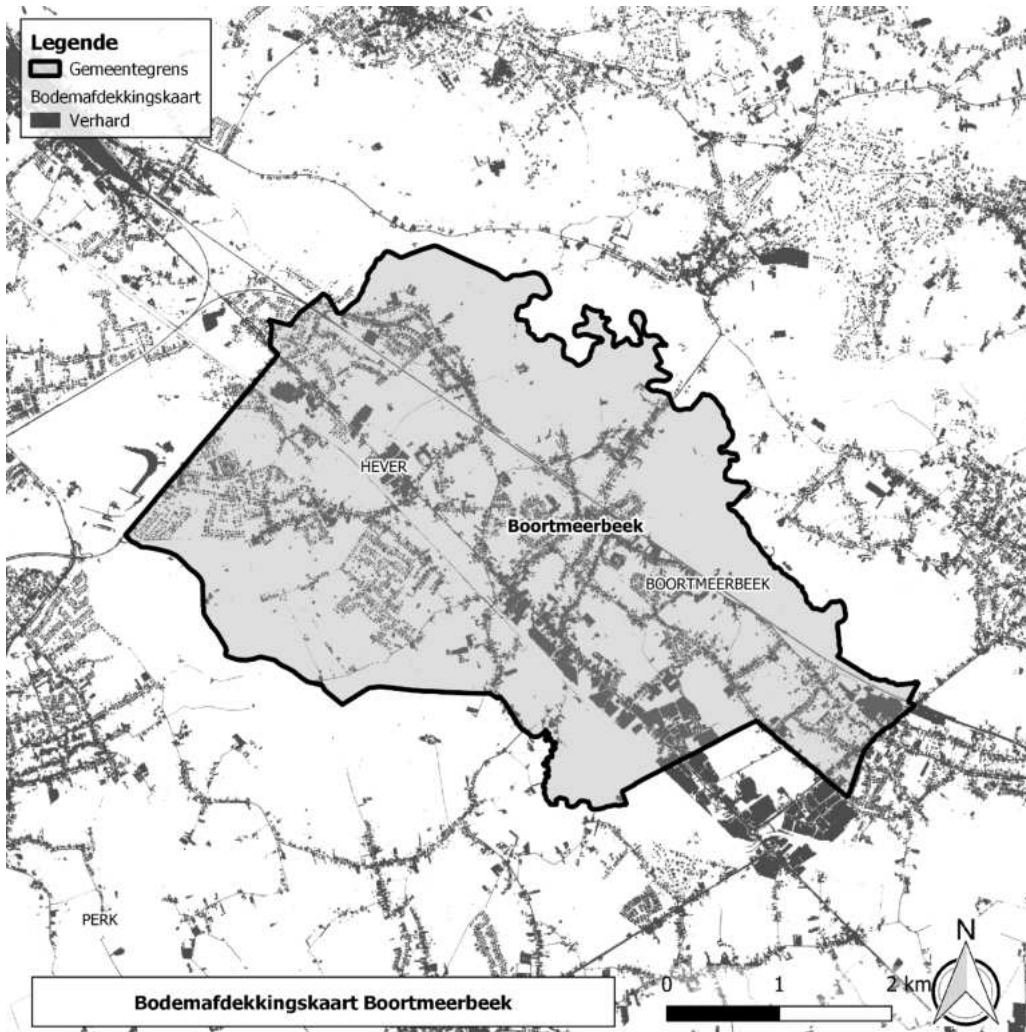 Legende
Gemeentegrens
Bodemafdekkingskaart
Verhard
HEVER
Boortmeerbeek
BOORTMEERBEEK
PERK
N
0 1 2 km
Bodemafdekkingskaart Boortmeerbeek